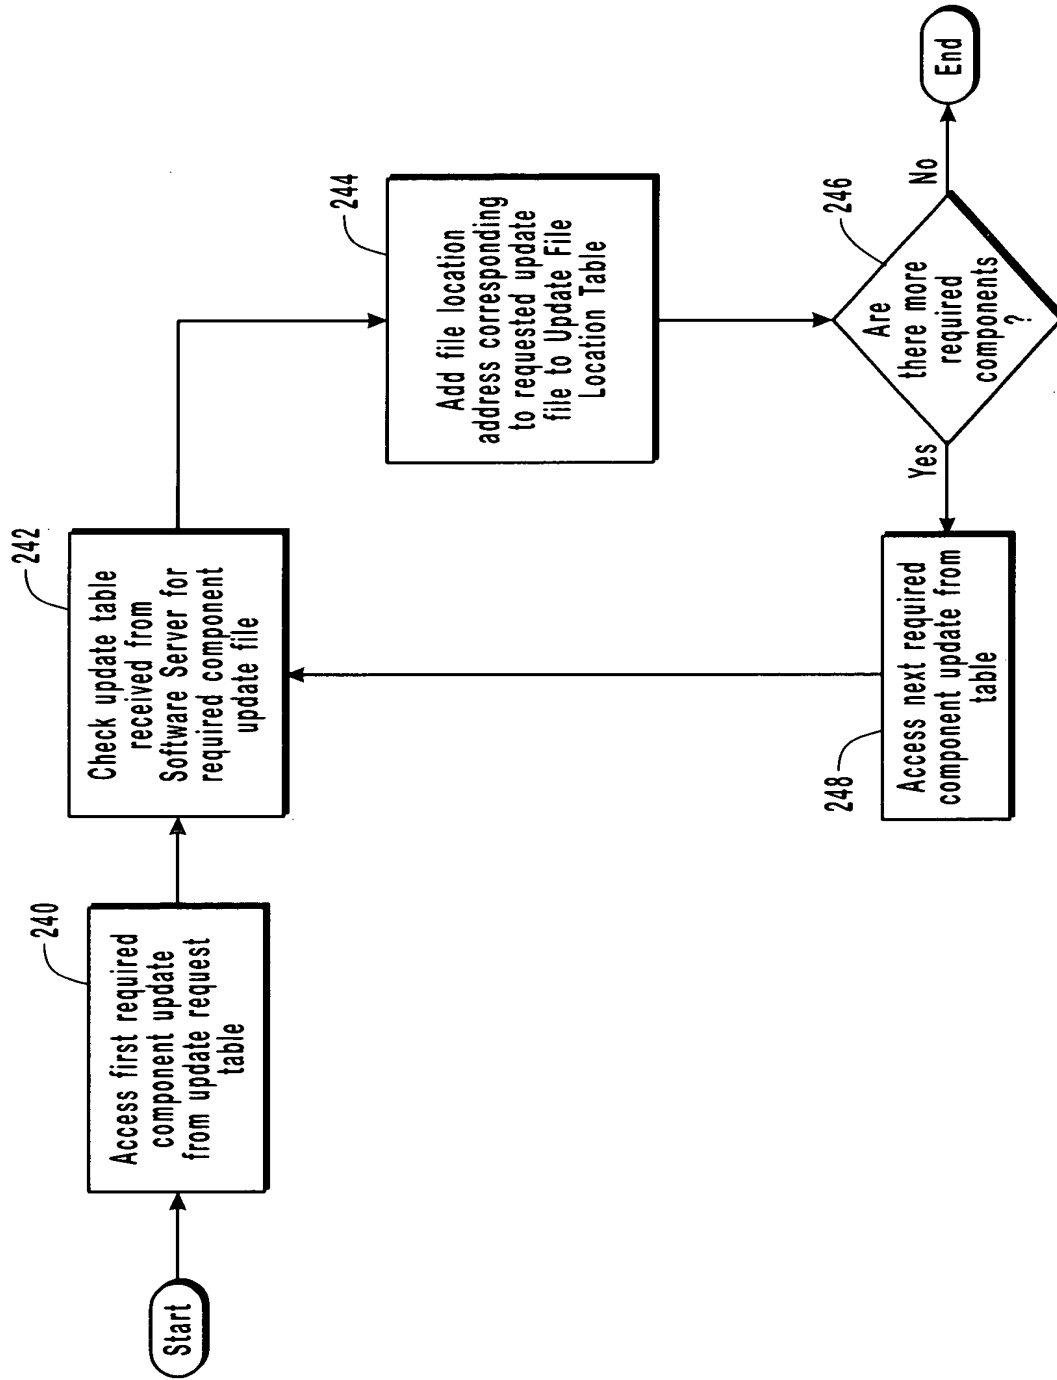 Start
240
Access first required
component update
from update request
table
242
Check update table
received from
Software Server for
required component
update file
244
Add file location
address corresponding
to requested update
file to Update File
Location Table
246
Are
there more
required
components
?
No
End
Yes
248
Access next required
component update from
table